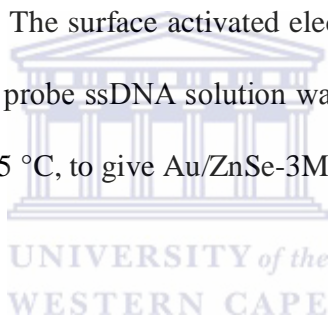 The surface activated elec
probe ssDNA solution wa
5 °C, to give Au/ZnSe-3M
UNIVERSITY of the
WESTERN CAPE